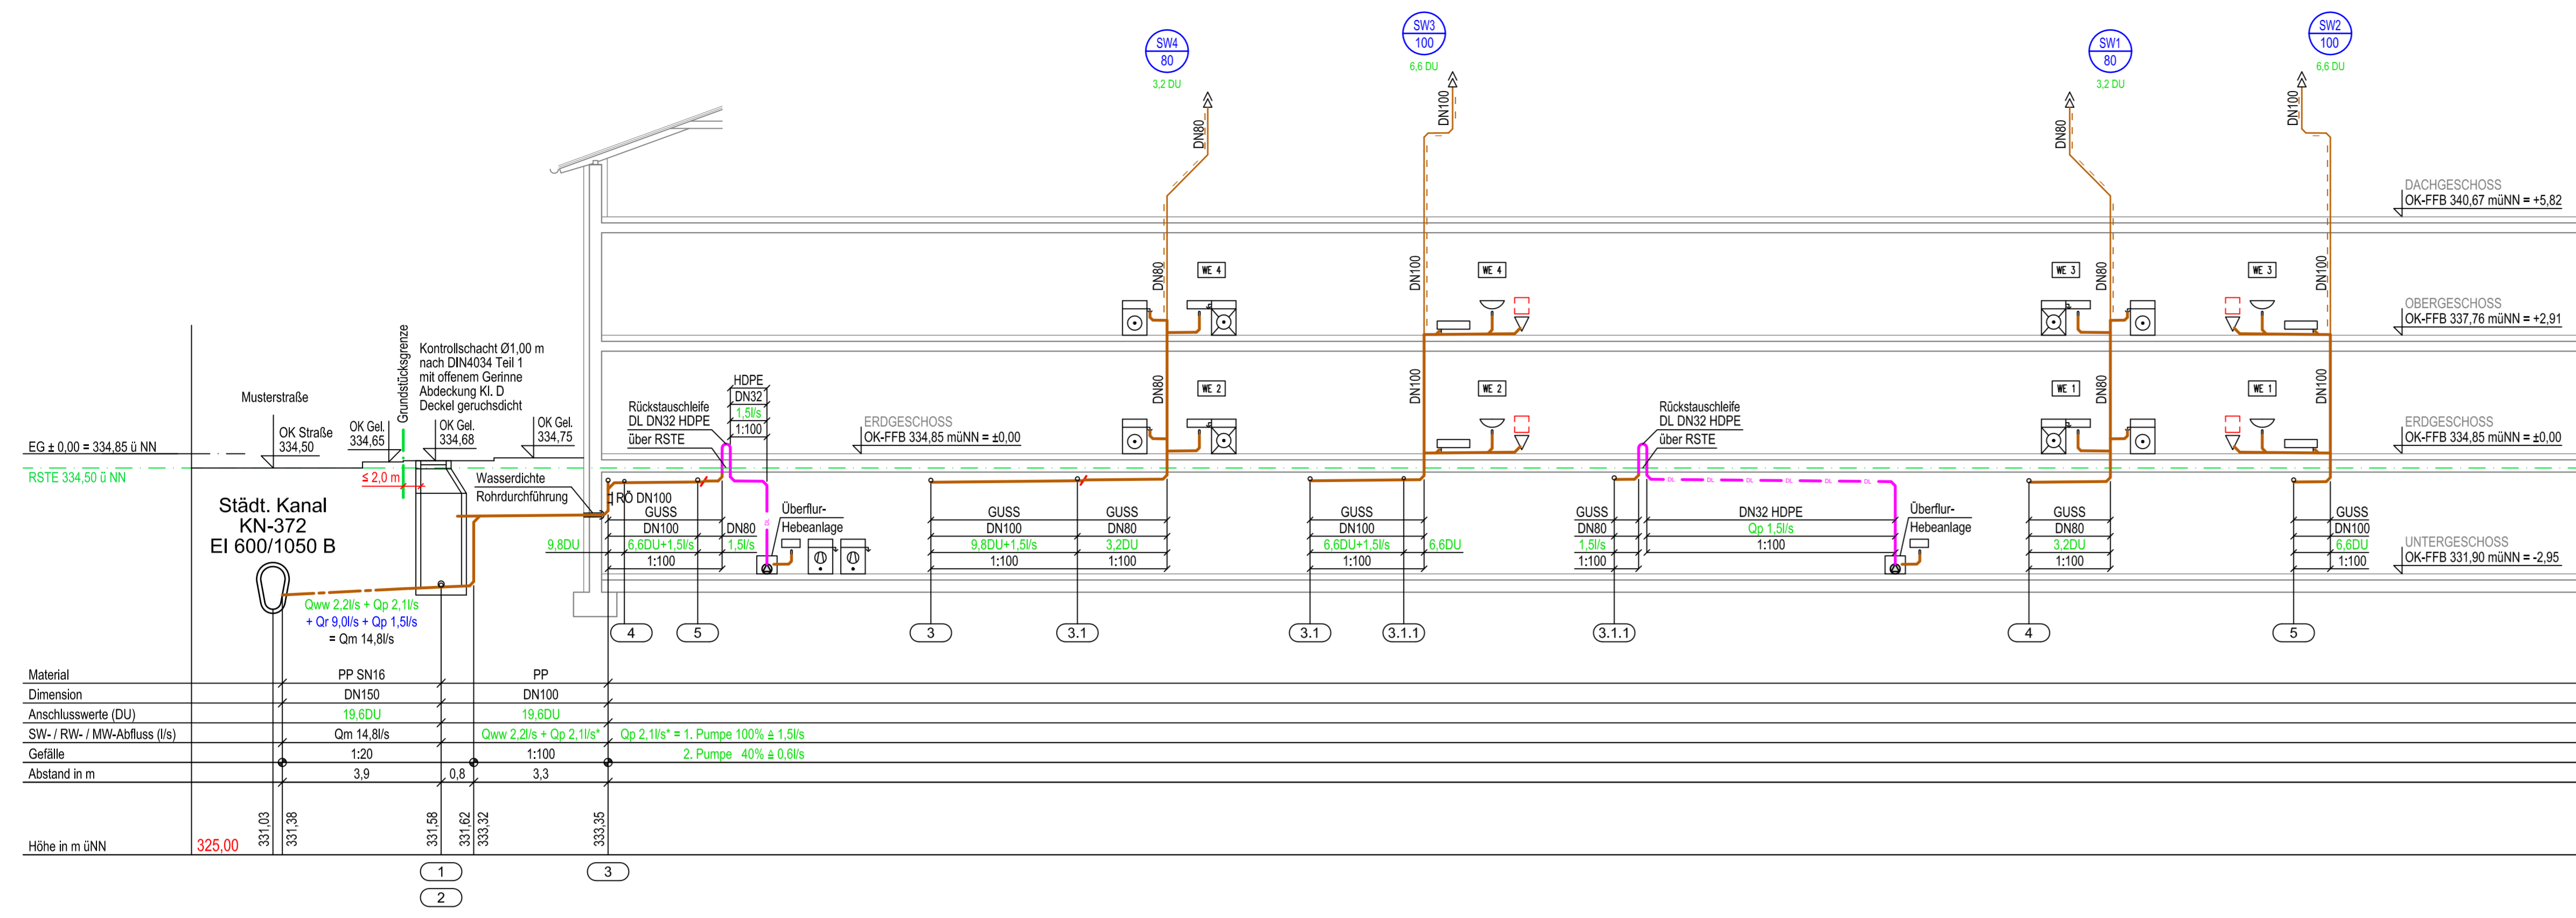 SW4
80
3,2 DU
SW3
100
6,6 DU
SW1
80
3,2 DU
SW2
100
6,6 DU
DN80
DN100
DN80
DN100
DACHGESCHOSS
OK-FFB 340,67 müNN = +5,82
DN80
WE 4
DN100
WE 4
WE 3
DN80
WE 3
DN100
OBERGESCHOSS
OK-FFB 337,76 müNN = +2,91
DN80
WE 2
DN100
WE 2
WE 1
DN80
WE 1
DN100
ERDGESCHOSS
OK-FFB 334,85 müNN = ±0,00
Musterstraße
OK Straße
334,50
OK Gel.
334,65
Grundstücksgrenze
Kontrollschacht Ø1,00 m
nach DIN4034 Teil 1
mit offenem Gerinne
Abdeckung Kl. D
Deckel geruchsdicht
OK Gel.
334,68
OK Gel.
334,75
EG ± 0,00 = 334,85 ü NN
RSTE 334,50 ü NN
≤ 2,0 m
Wasserdichte
Rohrdurchführung
Städt. Kanal
KN-372
EI 600/1050 B
Qww 2,2l/s + Qp 2,1l/s
+ Qr 9,0l/s + Qp 1,5l/s
= Qm 14,8l/s
Rückstauschleife
DL DN32 HDPE
über RSTE
HDPE
DN32
1,5l/s
1:100
ERDGESCHOSS
OK-FFB 334,85 müNN = ±0,00
RÖ DN100
GUSS
DN100
DN80
9,8DU
6,6DU+1,5l/s
1,5l/s
1:100
DL
Überflur-
Hebeanlage
GUSS
DN100
9,8DU+1,5l/s
1:100
GUSS
DN80
3,2DU
1:100
GUSS
DN100
6,6DU+1,5l/s
6,6DU
1:100
Rückstauschleife
DL DN32 HDPE
über RSTE
DL DL DL DL DL DL
GUSS
DN80
1,5l/s
1:100
DN32 HDPE
Qp 1,5l/s
1:100
Überflur-
Hebeanlage
GUSS
DN80
3,2DU
1:100
GUSS
DN100
6,6DU
1:100
UNTERGESCHOSS
OK-FFB 331,90 müNN = -2,95
4
5
3
3.1
3.1
3.1.1
3.1.1
4
5
Material
PP SN16
PP
Dimension
DN150
DN100
Anschlusswerte (DU)
19,6DU
19,6DU
SW- / RW- / MW-Abfluss (l/s)
Qm 14,8l/s
Qww 2,2l/s + Qp 2,1l/s*
Qp 2,1l/s* = 1. Pumpe 100% ≙ 1,5l/s
Gefälle
1:20
1:100
2. Pumpe 40% ≙ 0,6l/s
Abstand in m
3,9
0,8
3,3
Höhe in m üNN
325,00
331,03
331,38
331,58
331,62
333,32
333,35
1
2
3